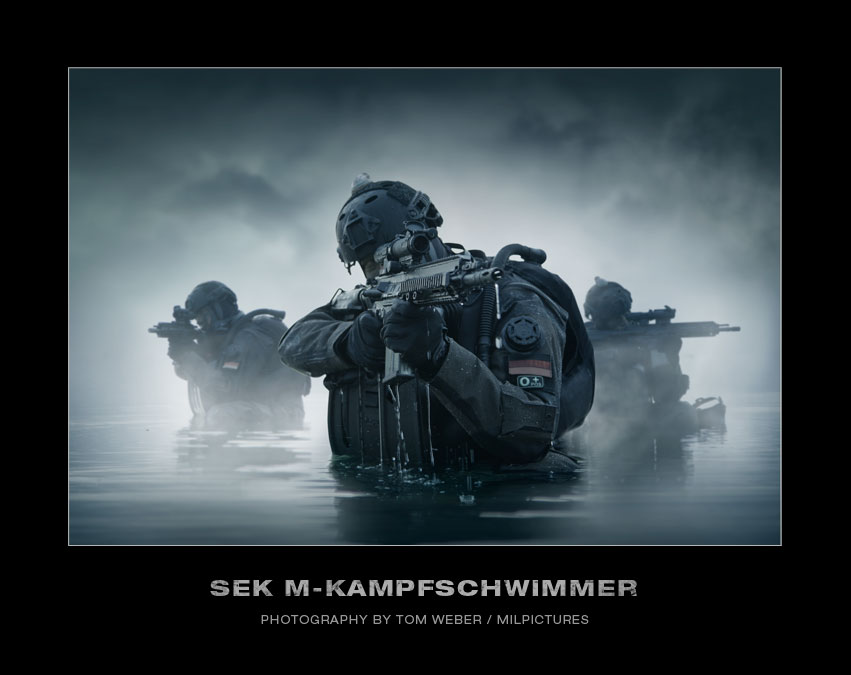 O+
SEK M-KAMPFSCHWIMMER
PHOTOGRAPHY BY TOM WEBER / MILPICTURES